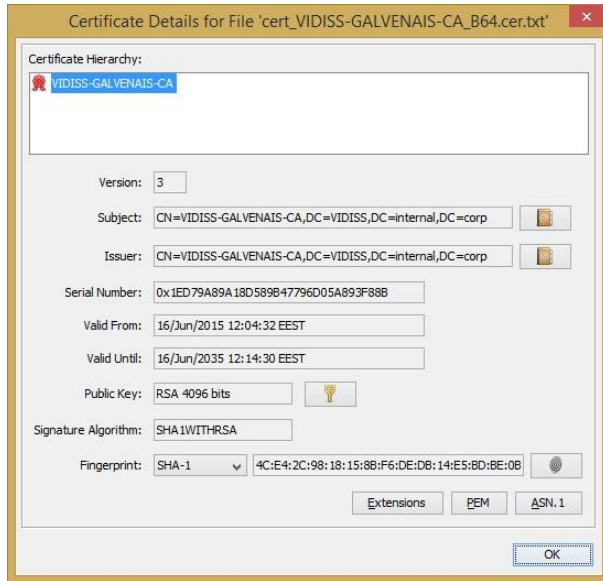 Certificate Details for File 'cert_VIDISS-GALVENAIS-CA_B64.cer.txt'
Certificate Hierarchy:
VIDISS-GALVENAIS-CA
Version: 3
Subject: CN=VIDISS-GALVENAIS-CA,DC=VIDISS,DC=internal,DC=corp
Issuer: CN=VIDISS-GALVENAIS-CA,DC=VIDISS,DC=internal,DC=corp
Serial Number: 0x1ED79A89A18D589B47796D05A893F88B
Valid From: 16/Jun/2015 12:04:32 EEST
Valid Until: 16/Jun/2035 12:14:30 EEST
Public Key: RSA 4096 bits
Signature Algorithm: SHA1WITHRSA
Fingerprint: SHA-1 4C:E4:2C:98:18:15:8B:F6:DE:DB:14:E5:BD:BE:0B
Extensions PEM ASN.1
OK